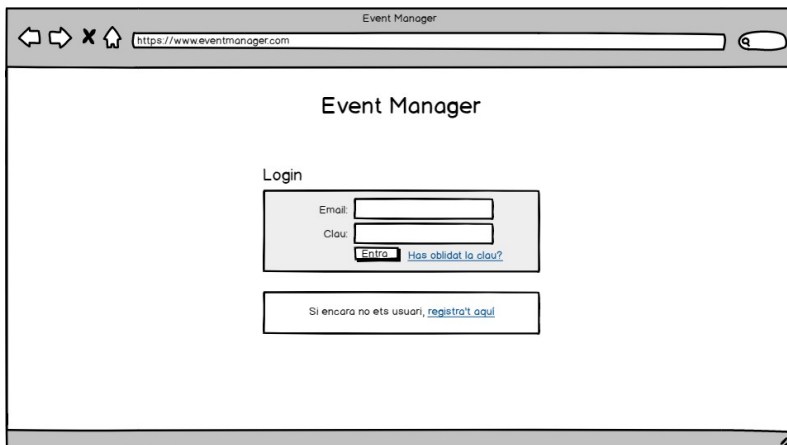 Event Manager
https://www.eventmanager.com
Event Manager
Login
Email:
Clau:
Entra Has oblidat la clau?
Si encara no ets usuari, registra't aquí